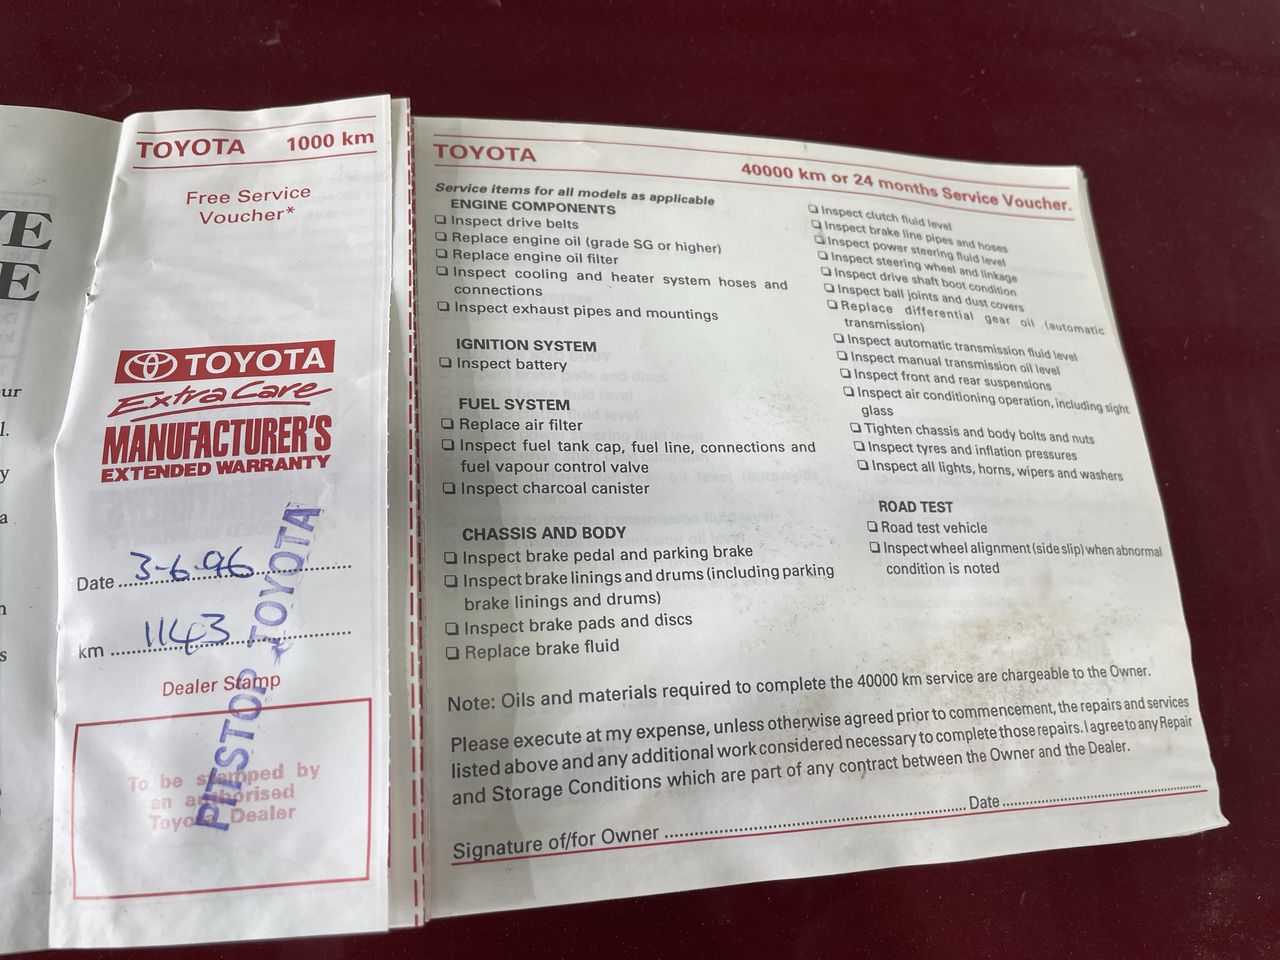 TE
E
our
l.
y
a
n
s
TOYOTA 1000 km
Free Service
Voucher*
TOYOTA
Extra Care
MANUFACTURER'S
EXTENDED WARRANTY
Date 3-6-96
km 1143
Dealer Stamp
To be stamped by
an authorised
Toyota Dealer
PITSTOP TOYOTA
TOYOTA
40000 km or 24 months Service Voucher.
Service items for all models as applicable
ENGINE COMPONENTS
❏ Inspect drive belts
❏ Replace engine oil (grade SG or higher)
❏ Replace engine oil filter
❏ Inspect cooling and heater system hoses and
connections
❏ Inspect exhaust pipes and mountings
IGNITION SYSTEM
❏ Inspect battery
FUEL SYSTEM
❏ Replace air filter
❏ Inspect fuel tank cap, fuel line, connections and
fuel vapour control valve
❏ Inspect charcoal canister
CHASSIS AND BODY
❏ Inspect brake pedal and parking brake
❏ Inspect brake linings and drums (including parking
brake linings and drums)
❏ Inspect brake pads and discs
❏ Replace brake fluid
❏ Inspect clutch fluid level
❏ Inspect brake line pipes and hoses
❏ Inspect power steering fluid level
❏ Inspect steering wheel and linkage
❏ Inspect drive shaft boot condition
❏ Inspect ball joints and dust covers
❏ Replace differential gear oil (automatic
transmission)
❏ Inspect automatic transmission fluid level
❏ Inspect manual transmission oil level
❏ Inspect front and rear suspensions
❏ Inspect air conditioning operation, including sight
glass
❏ Tighten chassis and body bolts and nuts
❏ Inspect tyres and inflation pressures
❏ Inspect all lights, horns, wipers and washers
ROAD TEST
❏ Road test vehicle
❏ Inspect wheel alignment (side slip) when abnormal
condition is noted
Note: Oils and materials required to complete the 40000 km service are chargeable to the Owner.
Please execute at my expense, unless otherwise agreed prior to commencement, the repairs and services
listed above and any additional work considered necessary to complete those repairs. I agree to any Repair
and Storage Conditions which are part of any contract between the Owner and the Dealer.
Signature of/for Owner ........................ Date ........................